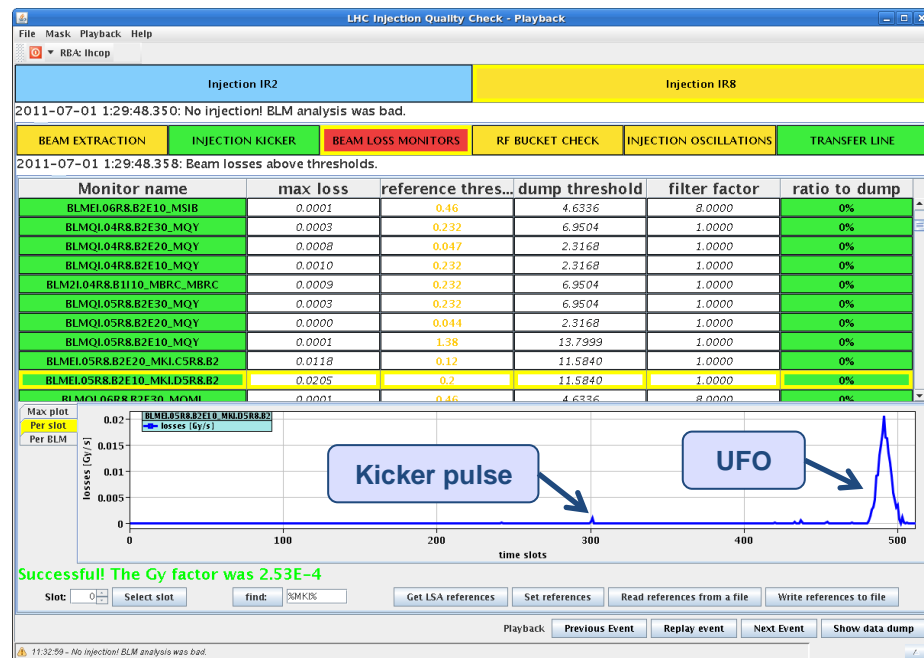 LHC Injection Quality Check - Playback
File Mask Playback Help
RBA: lhcop
Injection IR2 Injection IR8
2011-07-01 1:29:48.350: No injection! BLM analysis was bad.
BEAM EXTRACTION INJECTION KICKER BEAM LOSS MONITORS RF BUCKET CHECK INJECTION OSCILLATIONS TRANSFER LINE
2011-07-01 1:29:48.358: Beam losses above thresholds.
Monitor name max loss reference thres... dump threshold filter factor ratio to dump
BLMEI.06R8.B2E10_MSIB 0.0001 0.46 4.6336 8.0000 0%
BLMQI.04R8.B2E30_MQY 0.0003 0.232 6.9504 1.0000 0%
BLMQI.04R8.B2E20_MQY 0.0008 0.047 2.3168 1.0000 0%
BLMQI.04R8.B2E10_MQY 0.0010 0.232 2.3168 1.0000 0%
BLM2I.04R8.B1I10_MBRC_MBRC 0.0009 0.232 6.9504 1.0000 0%
BLMQI.05R8.B2E30_MQY 0.0003 0.232 6.9504 1.0000 0%
BLMQI.05R8.B2E20_MQY 0.0000 0.044 2.3168 1.0000 0%
BLMQI.05R8.B2E10_MQY 0.0001 1.38 13.7999 1.0000 0%
BLMEI.05R8.B2E20_MKI.C5R8.B2 0.0118 0.12 11.5840 1.0000 0%
BLMEI.05R8.B2E10_MKI.D5R8.B2 0.0205 0.2 11.5840 1.0000 0%
BLMQI.06R8.B2E30_MQML 0.0001 0.46 4.6336 8.0000 0%
Max plot
Per slot
Per BLM
BLMEI.05R8.B2E10_MKI.D5R8.B2
losses [Gy/s]
losses [Gy/s]
0.02
0.015
0.01
0.005
0
Kicker pulse
UFO
0 100 200 300 400 500
time slots
Successful! The Gy factor was 2.53E-4
Slot: 0 Select slot find: %MKI% Get LSA references Set references Read references from a file Write references to file
Playback Previous Event Replay event Next Event Show data dump
11:32:59 - No injection! BLM analysis was bad.